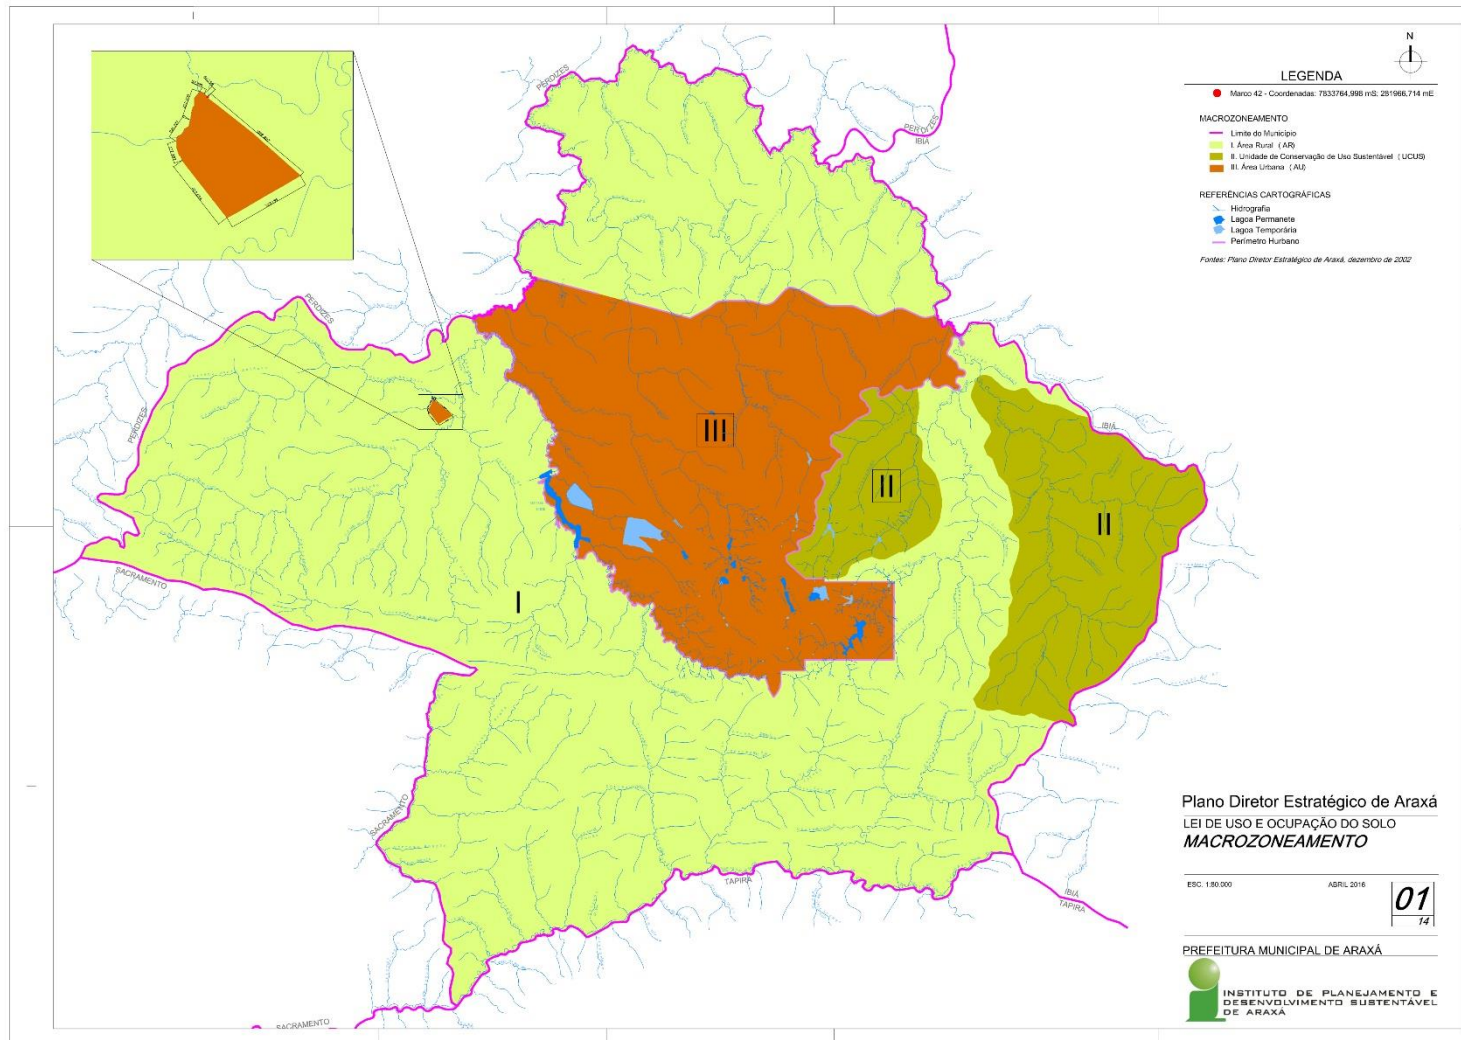 N
LEGENDA
Marco 42 - Coordenadas: 7833764,998 mS; 281966,714 mE
MACROZONEAMENTO
Limite do Município
I. Área Rural ( AR)
II. Unidade de Conservação de Uso Sustentável ( UCUS)
III. Área Urbana ( AU)
REFERÊNCIAS CARTOGRÁFICAS
Hidrografia
Lagoa Permanete
Lagoa Temporária
Perímetro Hurbano
Fontes: Plano Diretor Estratégico de Araxá, dezembro de 2002
PERDIZES
PERDIZES
IBIÁ
PERDIZES
PERDIZES
IBIÁ
III
II
II
I
SACRAMENTO
SACRAMENTO
TAPIRA
IBIÁ
TAPIRA
SACRAMENTO
Plano Diretor Estratégico de Araxá
LEI DE USO E OCUPAÇÃO DO SOLO
MACROZONEAMENTO
ESC. 1:80.000 ABRIL 2016
01
14
PREFEITURA MUNICIPAL DE ARAXÁ
INSTITUTO DE PLANEJAMENTO E
DESENVOLVIMENTO SUSTENTÁVEL
DE ARAXÁ